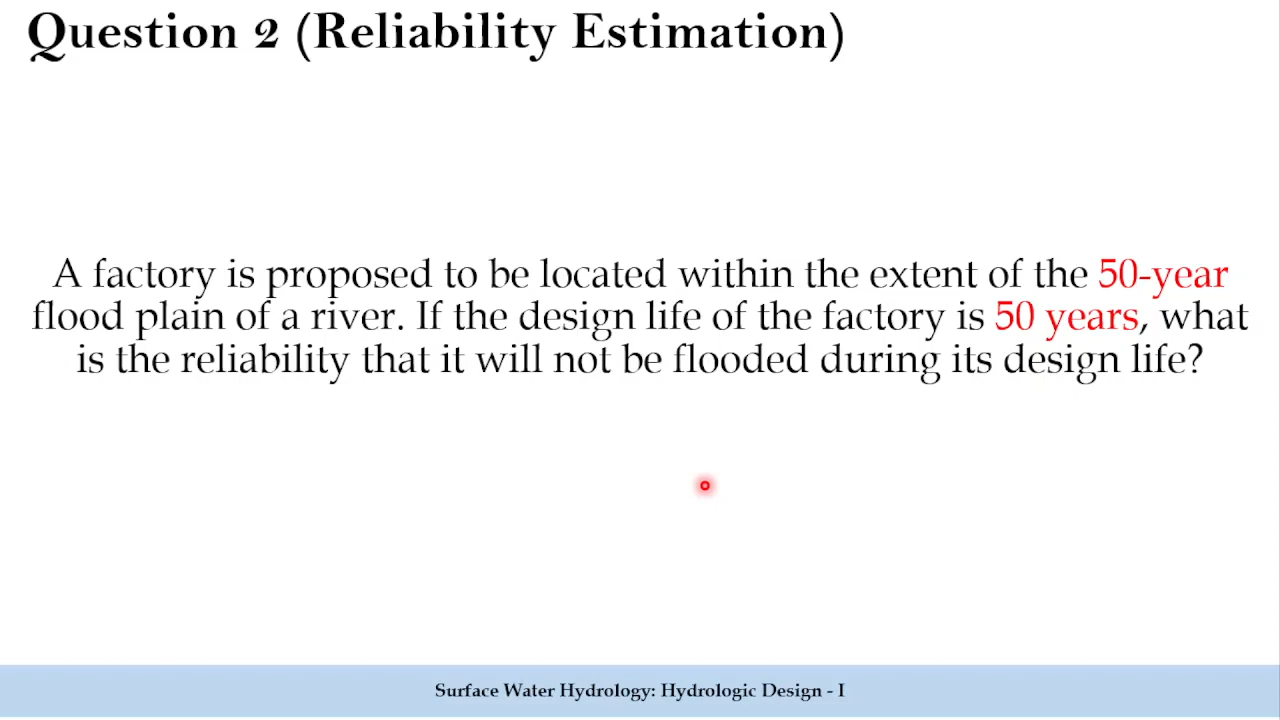 Question 2 (Reliability Estimation)
A factory is proposed to be located within the extent of the 50-year
flood plain of a river. If the design life of the factory is 50 years, what
is the reliability that it will not be flooded during its design life?
Surface Water Hydrology: Hydrologic Design - I